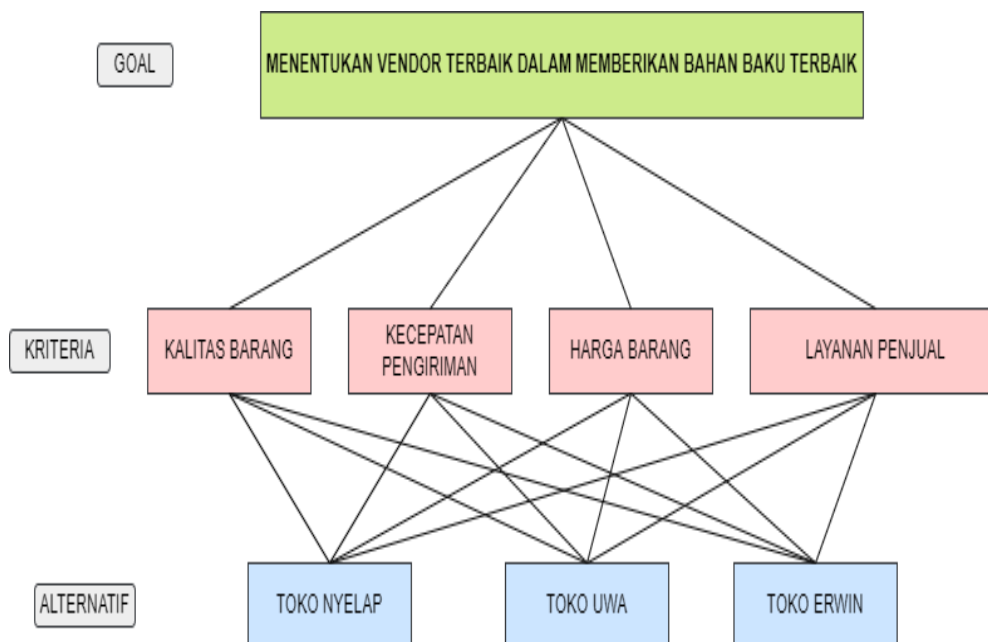 GOAL
MENENTUKAN VENDOR TERBAIK DALAM MEMBERIKAN BAHAN BAKU TERBAIK
KRITERIA
KALITAS BARANG
KECEPATAN
PENGIRIMAN
HARGA BARANG
LAYANAN PENJUAL
ALTERNATIF
TOKO NYELAP
TOKO UWA
TOKO ERWIN